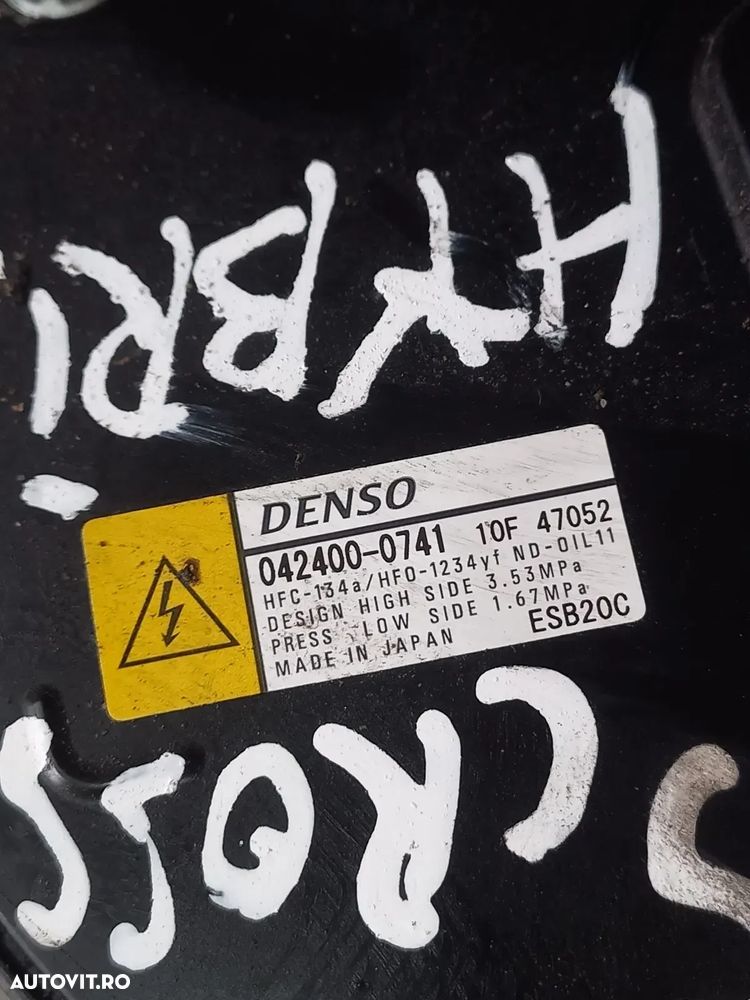 HYBRI
DENSO
042400-0741 10F 47052
HFC-134a/HFO-1234yf ND-OIL11
DESIGN HIGH SIDE 3.53MPa
PRESS LOW SIDE 1.67MPa
MADE IN JAPAN ESB20C
CROSS
AUTOVIT.RO